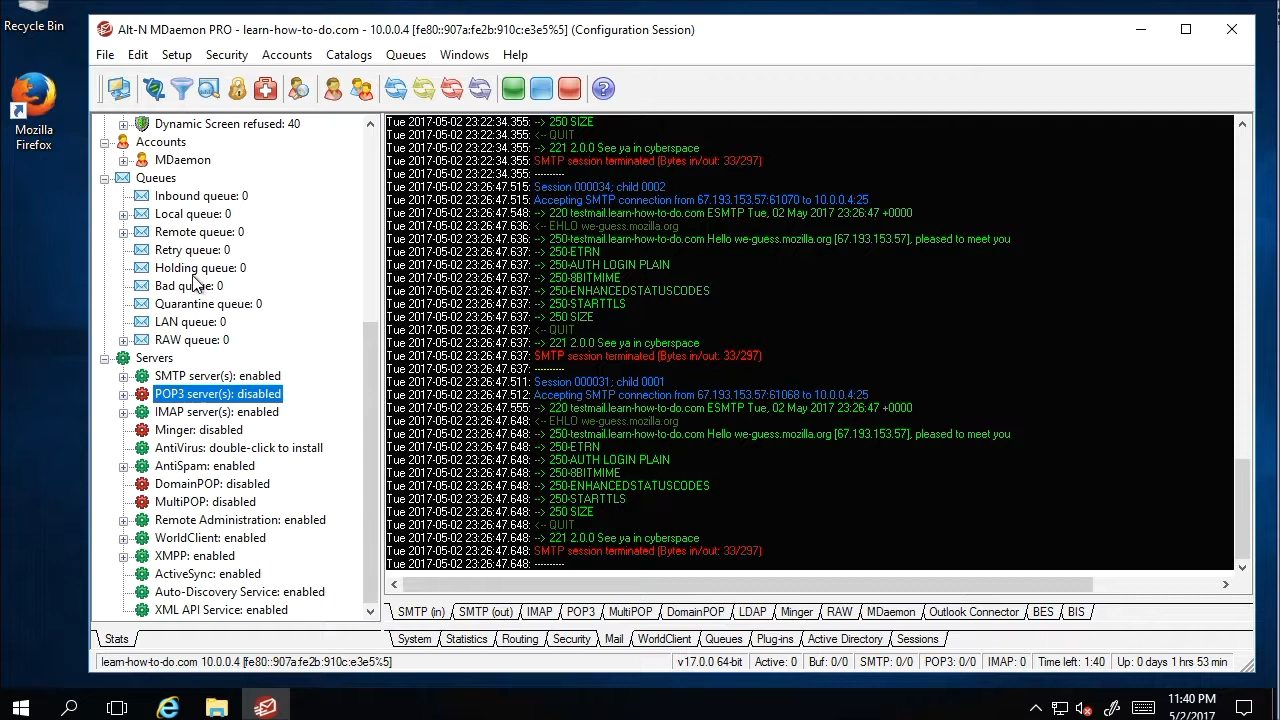 Recycle Bin
Mozilla
Firefox
Alt-N MDaemon PRO - learn-how-to-do.com - 10.0.0.4 [fe80::907a:fe2b:910c:e3e5%5] (Configuration Session)
File Edit Setup Security Accounts Catalogs Queues Windows Help
Dynamic Screen refused: 40
Accounts
MDaemon
Queues
Inbound queue: 0
Local queue: 0
Remote queue: 0
Retry queue: 0
Holding queue: 0
Bad queue: 0
Quarantine queue: 0
LAN queue: 0
RAW queue: 0
Servers
SMTP server(s): enabled
POP3 server(s): disabled
IMAP server(s): enabled
Minger: disabled
AntiVirus: double-click to install
AntiSpam: enabled
DomainPOP: disabled
MultiPOP: disabled
Remote Administration: enabled
WorldClient: enabled
XMPP: enabled
ActiveSync: enabled
Auto-Discovery Service: enabled
XML API Service: enabled
Stats
Tue 2017-05-02 23:22:34.355: --> 250 SIZE
Tue 2017-05-02 23:22:34.355: <-- QUIT
Tue 2017-05-02 23:22:34.355: --> 221 2.0.0 See ya in cyberspace
Tue 2017-05-02 23:22:34.355: SMTP session terminated (Bytes in/out: 33/297)
Tue 2017-05-02 23:22:34.355: ----------
Tue 2017-05-02 23:26:47.515: Session 000034; child 0002
Tue 2017-05-02 23:26:47.515: Accepting SMTP connection from 67.193.153.57:61070 to 10.0.0.4:25
Tue 2017-05-02 23:26:47.548: --> 220 testmail.learn-how-to-do.com ESMTP Tue, 02 May 2017 23:26:47 +0000
Tue 2017-05-02 23:26:47.636: <-- EHLO we-guess.mozilla.org
Tue 2017-05-02 23:26:47.636: --> 250-testmail.learn-how-to-do.com Hello we-guess.mozilla.org [67.193.153.57], pleased to meet you
Tue 2017-05-02 23:26:47.636: --> 250-ETRN
Tue 2017-05-02 23:26:47.636: --> 250-AUTH LOGIN PLAIN
Tue 2017-05-02 23:26:47.636: --> 250-8BITMIME
Tue 2017-05-02 23:26:47.637: --> 250-ENHANCEDSTATUSCODES
Tue 2017-05-02 23:26:47.637: --> 250-STARTTLS
Tue 2017-05-02 23:26:47.637: --> 250 SIZE
Tue 2017-05-02 23:26:47.637: <-- QUIT
Tue 2017-05-02 23:26:47.637: --> 221 2.0.0 See ya in cyberspace
Tue 2017-05-02 23:26:47.637: SMTP session terminated (Bytes in/out: 33/297)
Tue 2017-05-02 23:26:47.637: ----------
Tue 2017-05-02 23:26:47.511: Session 000031; child 0001
Tue 2017-05-02 23:26:47.512: Accepting SMTP connection from 67.193.153.57:61068 to 10.0.0.4:25
Tue 2017-05-02 23:26:47.555: --> 220 testmail.learn-how-to-do.com ESMTP Tue, 02 May 2017 23:26:47 +0000
Tue 2017-05-02 23:26:47.648: <-- EHLO we-guess.mozilla.org
Tue 2017-05-02 23:26:47.648: --> 250-testmail.learn-how-to-do.com Hello we-guess.mozilla.org [67.193.153.57], pleased to meet you
Tue 2017-05-02 23:26:47.648: --> 250-ETRN
Tue 2017-05-02 23:26:47.648: --> 250-AUTH LOGIN PLAIN
Tue 2017-05-02 23:26:47.648: --> 250-8BITMIME
Tue 2017-05-02 23:26:47.648: --> 250-ENHANCEDSTATUSCODES
Tue 2017-05-02 23:26:47.648: --> 250-STARTTLS
Tue 2017-05-02 23:26:47.648: --> 250 SIZE
Tue 2017-05-02 23:26:47.648: <-- QUIT
Tue 2017-05-02 23:26:47.648: --> 221 2.0.0 See ya in cyberspace
Tue 2017-05-02 23:26:47.648: SMTP session terminated (Bytes in/out: 33/297)
Tue 2017-05-02 23:26:47.648: ----------
SMTP (in) SMTP (out) IMAP POP3 MultiPOP DomainPOP LDAP Minger RAW MDaemon Outlook Connector BES BIS
System Statistics Routing Security Mail WorldClient Queues Plug-ins Active Directory Sessions
learn-how-to-do.com 10.0.0.4 [fe80::907a:fe2b:910c:e3e5%5] v17.0.0 64-bit Active: 0 Buf: 0/0 SMTP: 0/0 POP3: 0/0 IMAP: 0 Time left: 1:40 Up: 0 days 1 hrs 53 min
11:40 PM
5/2/2017